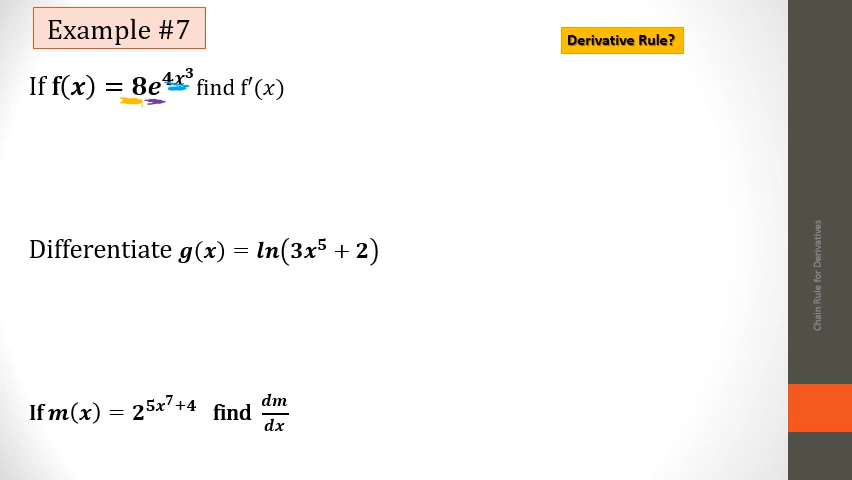 Example #7
Derivative Rule?
If f(x) = 8e^{4x^3} find f′(x)
Differentiate g(x) = ln(3x^5 + 2)
If m(x) = 2^{5x^7+4} find dm/dx
Chain Rule for Derivatives